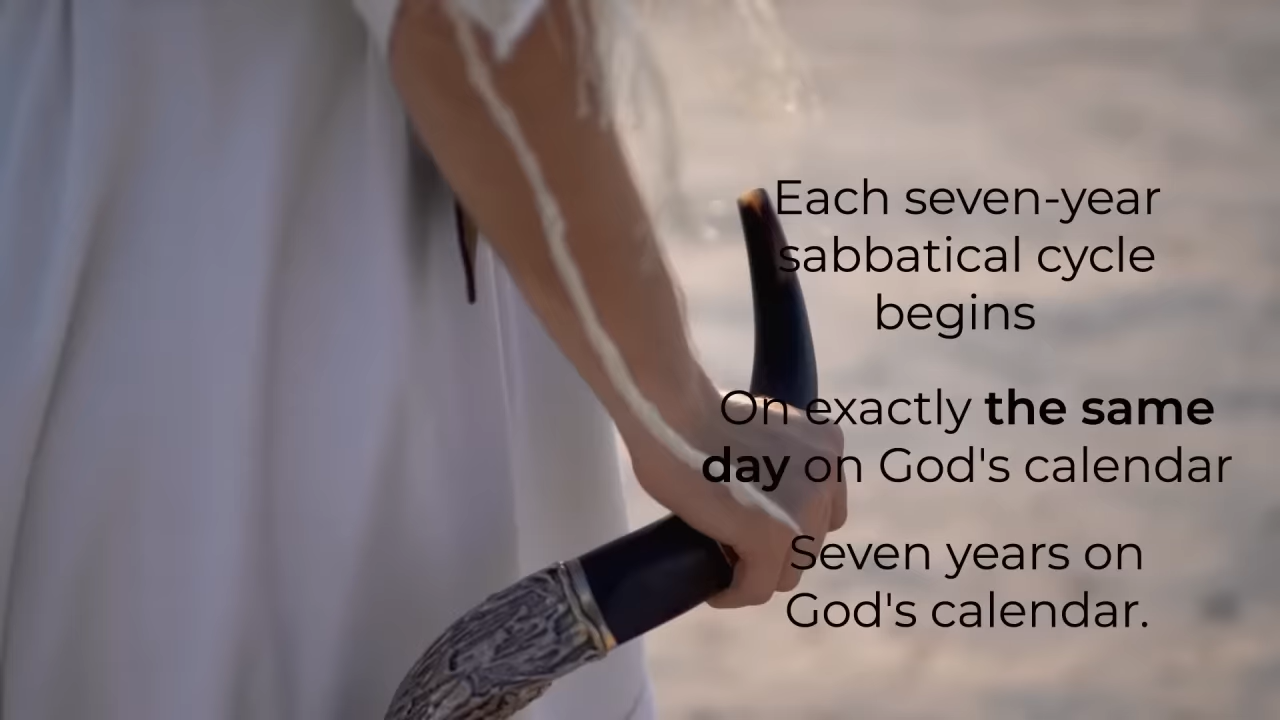 Each seven-year
sabbatical cycle
begins
On exactly the same
day on God's calendar
Seven years on
God's calendar.